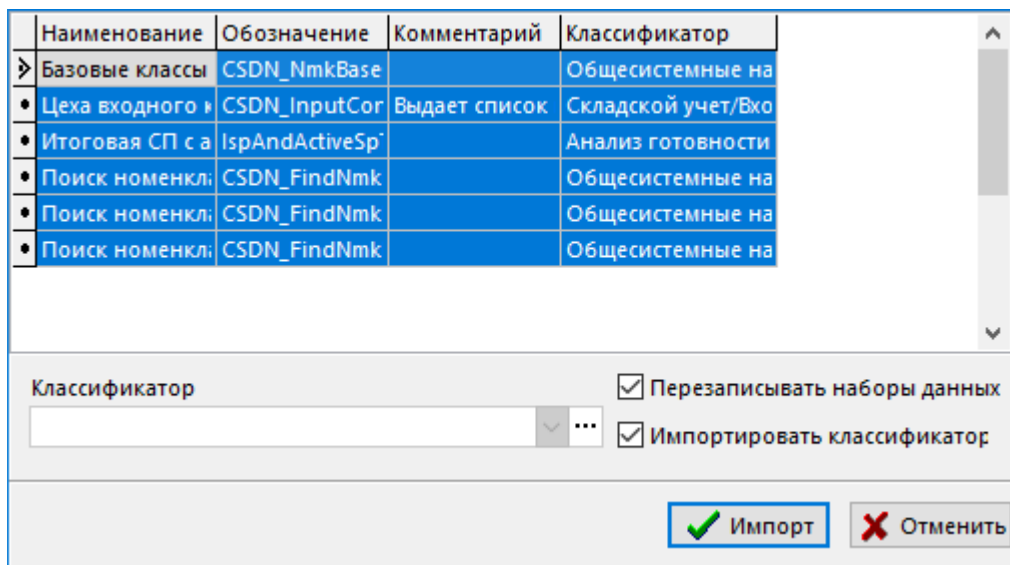 Наименование Обозначение Комментарий Классификатор
Базовые классы CSDN_NmkBase Общесистемные на
Цеха входного к CSDN_InputCor Выдает список Складской учет/Вхо
Итоговая СП с а IspAndActiveSp Анализ готовности
Поиск номенкл CSDN_FindNmk Общесистемные на
Поиск номенкл CSDN_FindNmk Общесистемные на
Поиск номенкл CSDN_FindNmk Общесистемные на
Классификатор
Перезаписывать наборы данных
Импортировать классификатор
Импорт Отменить